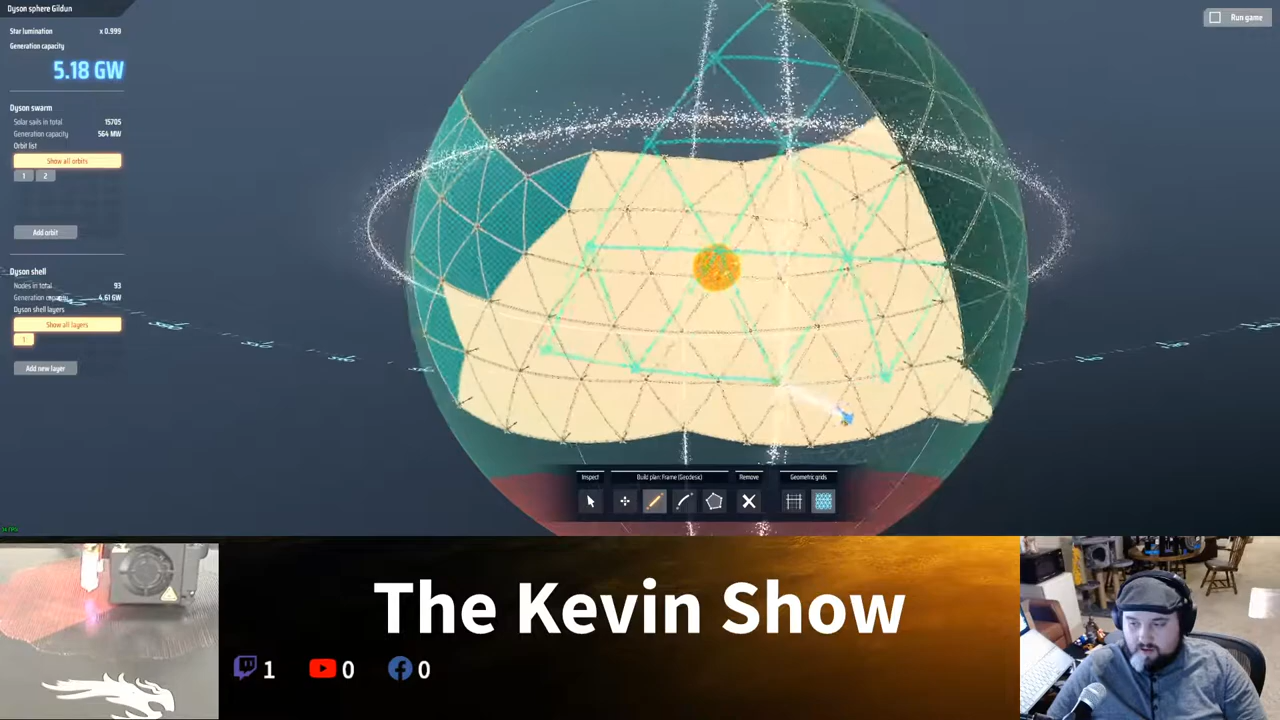 Dyson sphere Gildun
Run game
Star lumination x 0.999
Generation capacity
5.18 GW
Dyson swarm
Solar sails in total 15705
Generation capacity 564 MW
Orbit list
Show all orbits
1 2
Add orbit
Dyson shell
Nodes in total 93
Generation capacity 4.61 GW
Dyson shell layers
Show all layers
1
Add new layer
Inspect Build plan: Frame (Geodesic) Remove Geometric grids
The Kevin Show
1 0 0